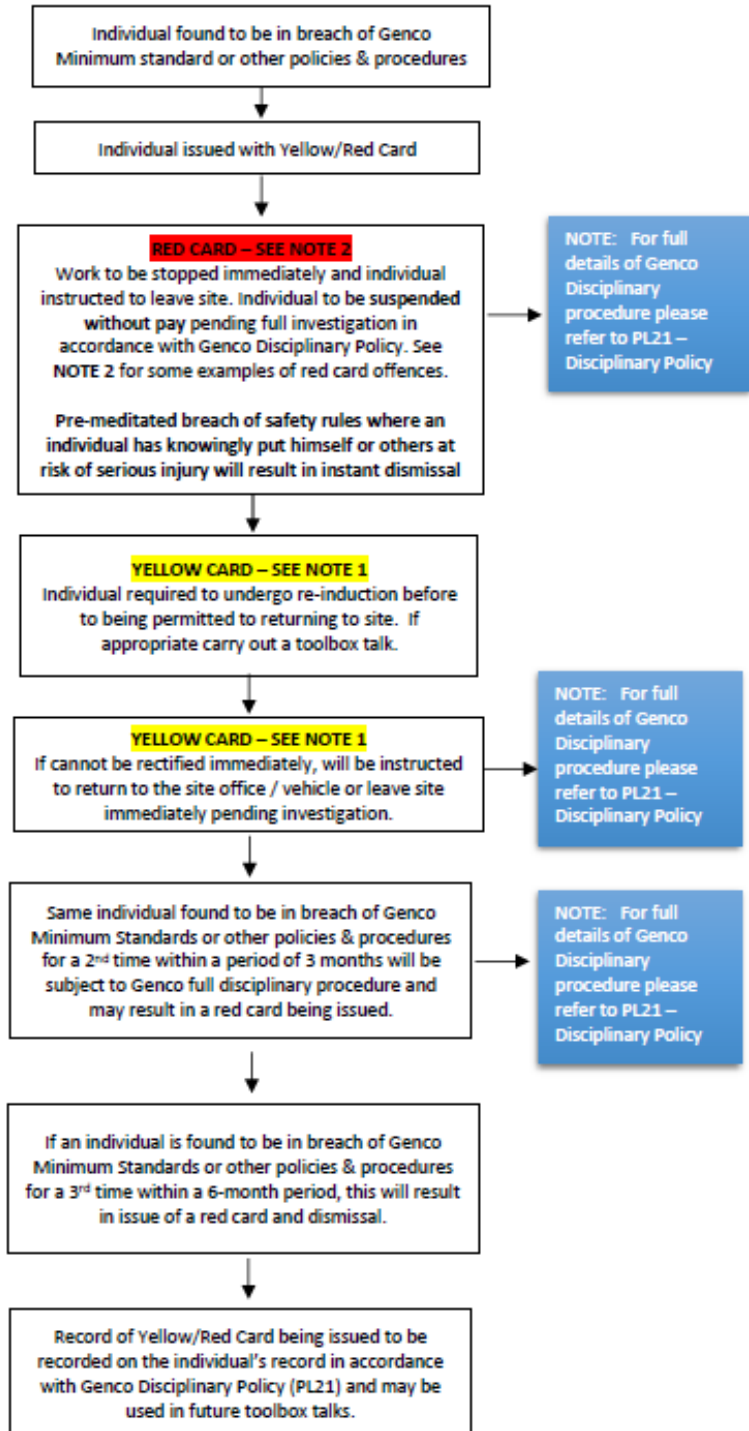 Individual found to be in breach of Genco
Minimum standard or other policies & procedures
Individual issued with Yellow/Red Card
RED CARD – SEE NOTE 2
Work to be stopped immediately and individual
instructed to leave site. Individual to be suspended
without pay pending full investigation in
accordance with Genco Disciplinary Policy. See
NOTE 2 for some examples of red card offences.
Pre-meditated breach of safety rules where an
individual has knowingly put himself or others at
risk of serious injury will result in instant dismissal
NOTE: For full
details of Genco
Disciplinary
procedure please
refer to PL21 –
Disciplinary Policy
YELLOW CARD – SEE NOTE 1
Individual required to undergo re-induction before
to being permitted to returning to site. If
appropriate carry out a toolbox talk.
YELLOW CARD – SEE NOTE 1
If cannot be rectified immediately, will be instructed
to return to the site office / vehicle or leave site
immediately pending investigation.
NOTE: For full
details of Genco
Disciplinary
procedure please
refer to PL21 –
Disciplinary Policy
Same individual found to be in breach of Genco
Minimum Standards or other policies & procedures
for a 2nd time within a period of 3 months will be
subject to Genco full disciplinary procedure and
may result in a red card being issued.
NOTE: For full
details of Genco
Disciplinary
procedure please
refer to PL21 –
Disciplinary Policy
If an individual is found to be in breach of Genco
Minimum Standards or other policies & procedures
for a 3rd time within a 6-month period, this will result
in issue of a red card and dismissal.
Record of Yellow/Red Card being issued to be
recorded on the individual's record in accordance
with Genco Disciplinary Policy (PL21) and may be
used in future toolbox talks.